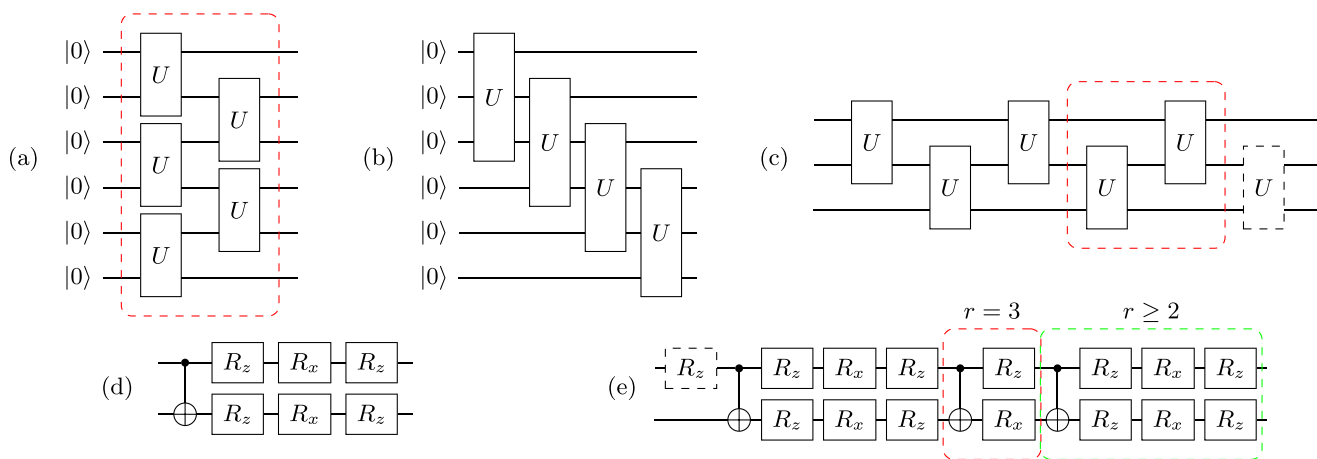 (a) |0⟩ |0⟩ |0⟩ |0⟩ |0⟩ |0⟩ U U U U U
(b) |0⟩ |0⟩ |0⟩ |0⟩ |0⟩ |0⟩ U U U U
(c) U U U U U U
(d) R_z R_x R_z
R_z R_x R_z
r = 3 r ≥ 2
(e) R_z R_z R_x R_z R_z R_z R_x R_z
R_z R_x R_z R_x R_z R_x R_z